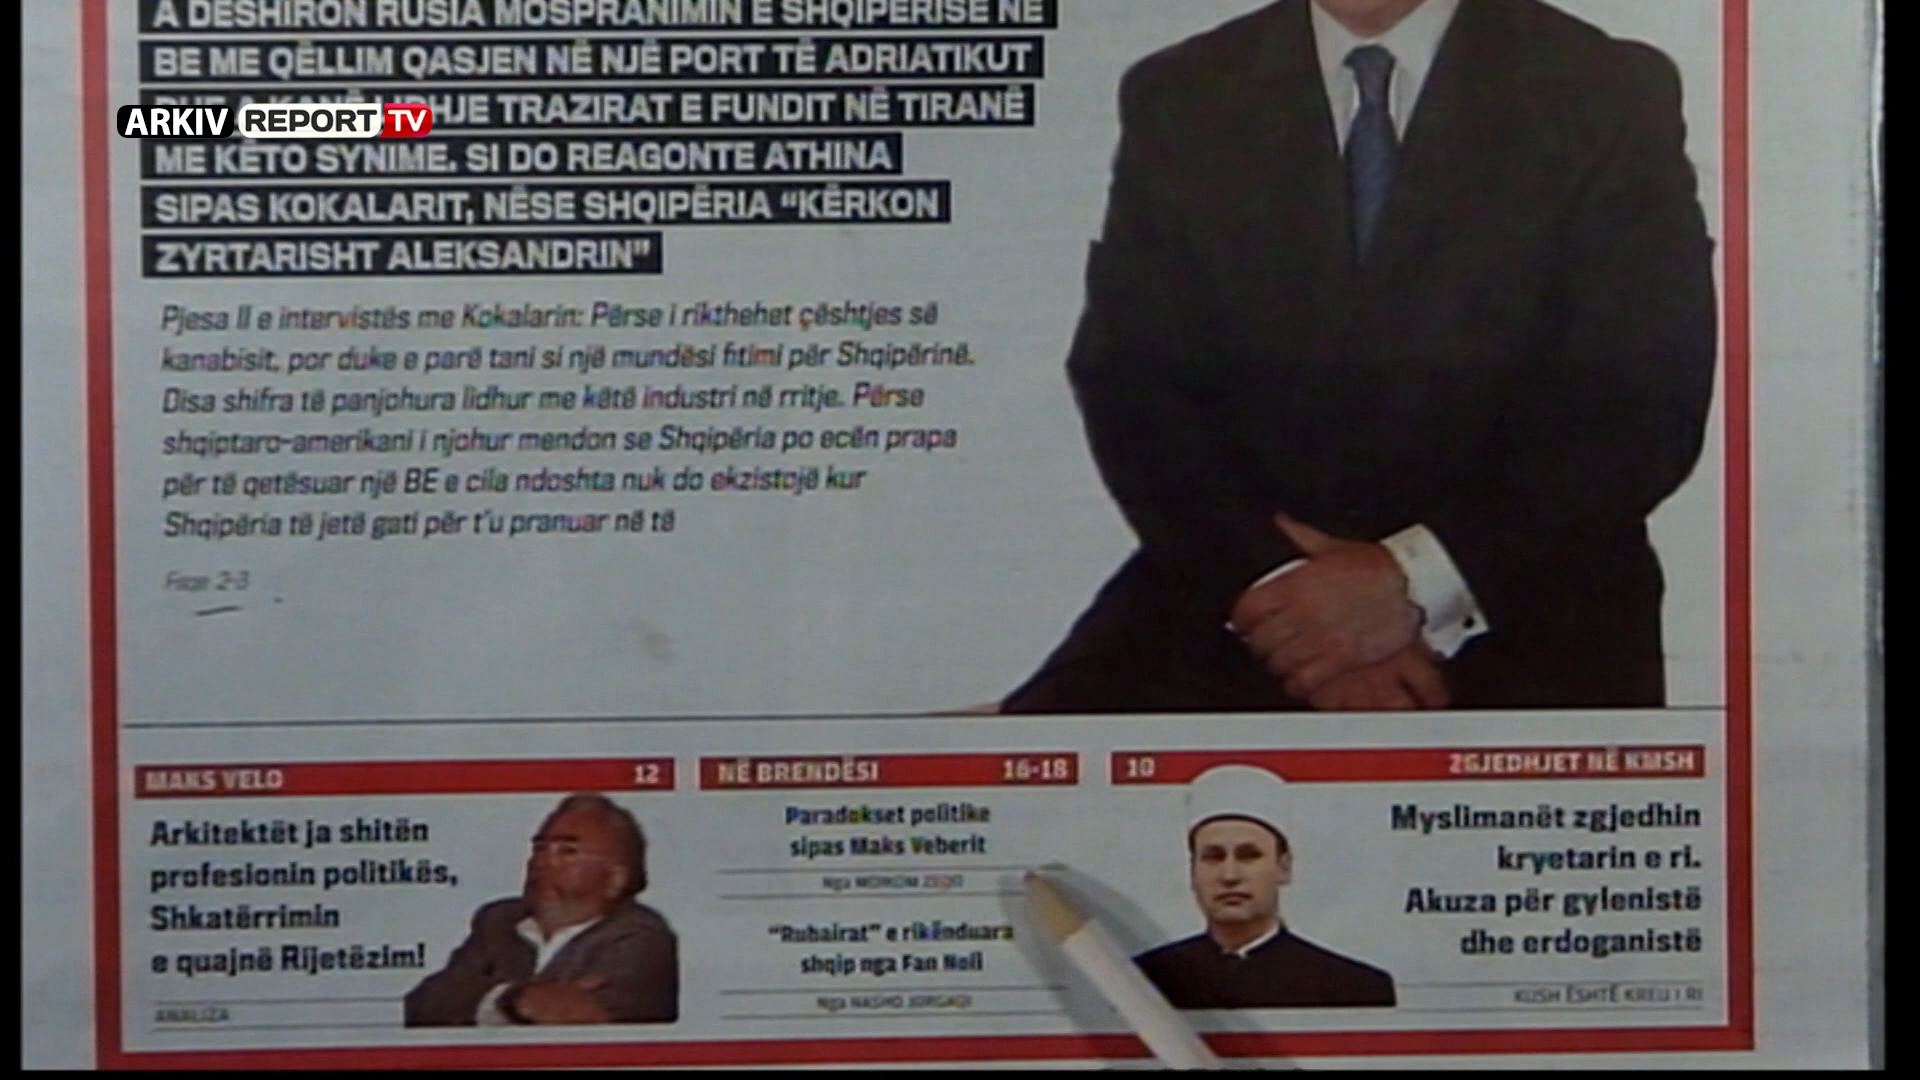 A DËSHIRON RUSIA MOSPRANIMIN E SHQIPËRISË NË
BE ME QËLLIM QASJEN NË NJË PORT TË ADRIATIKUT
TRAZIRAT E FUNDIT NË TIRANË
ARKIV REPORT TV
ME KËTO SYNIME. SI DO REAGONTE ATHINA
SIPAS KOKALARIT, NËSE SHQIPËRIA “KËRKON
ZYRTARISHT ALEKSANDRIN”
Pjesa II e intervistës me Kokalarin: Përse i rikthehet çështjes së
kanabisit, por duke e parë tani si një mundësi fitimi për Shqipërinë.
Disa shifra të panjohura lidhur me këtë industri në rritje. Përse
shqiptaro-amerikani i njohur mendon se Shqipëria po ecën prapa
për të qetësuar një BE e cila ndoshta nuk do ekzistojë kur
Shqipëria të jetë gati për t'u pranuar në të
Faqe 2-3
MAKS VELO 12
Arkitektët ja shitën
profesionin politikës,
Shkatërrimin
e quajnë Rijetëzim!
ANALIZA
NË BRENDËSI 16-18
Paradokset politike
sipas Maks Veberit
Nga MOIKOM ZEQO
“Rubairat” e rikënduara
shqip nga Fan Noli
Nga NASHO JORGAQI
10 ZGJEDHJET NË KMSH
Myslimanët zgjedhin
kryetarin e ri.
Akuza për gylenistë
dhe erdoganistë
KUSH ËSHTË KREU I RI